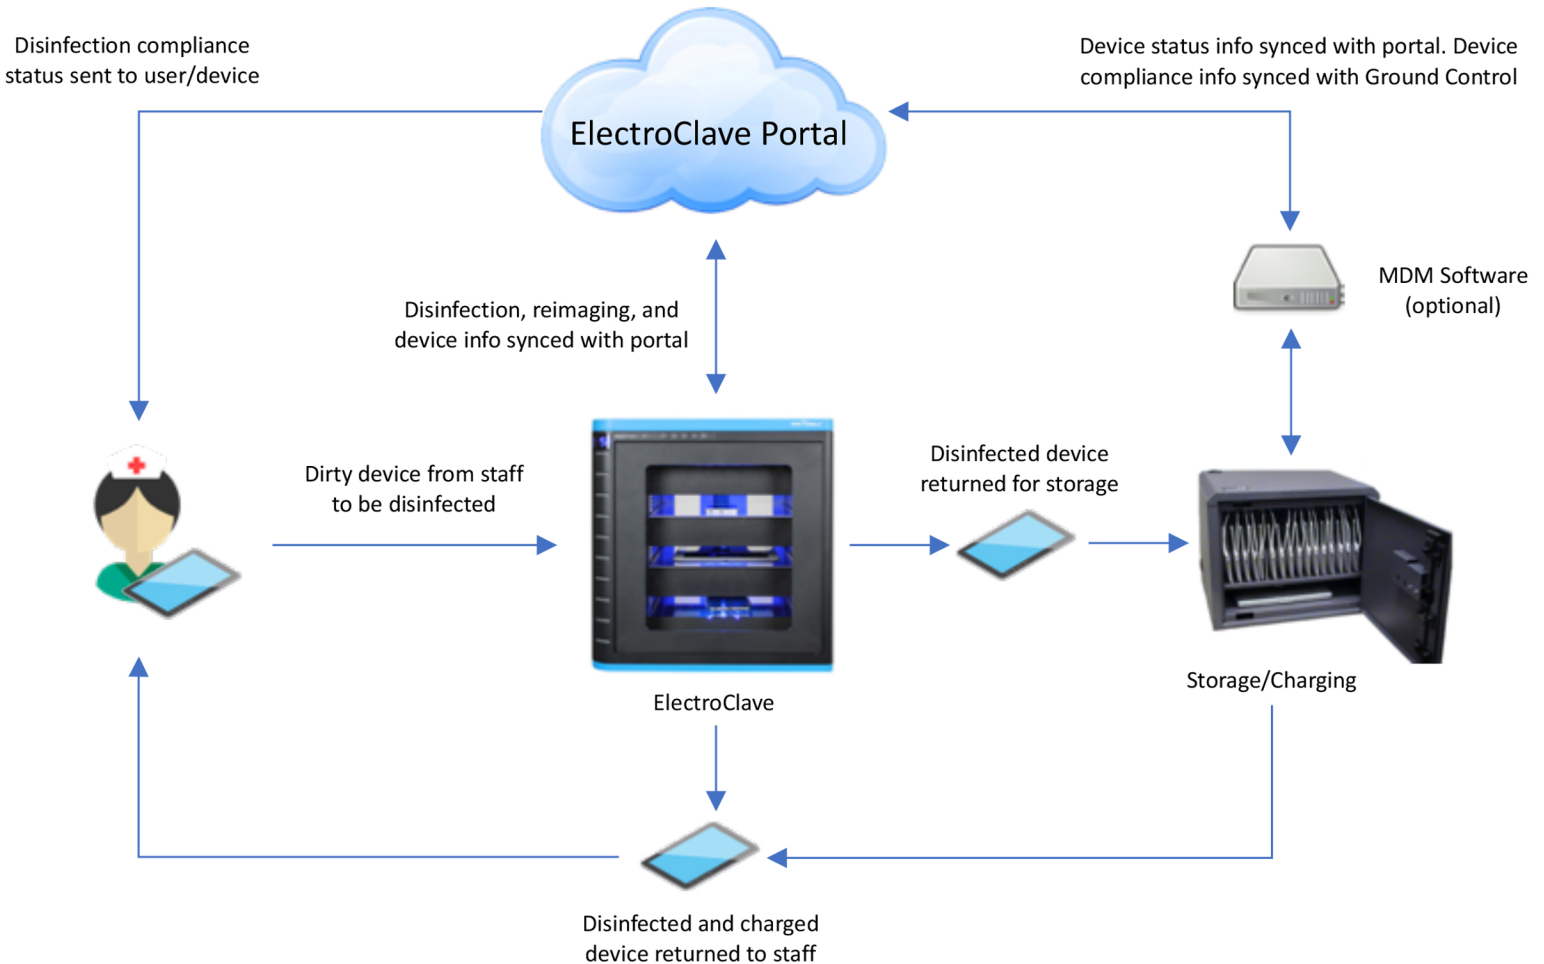 Disinfection compliance
status sent to user/device
ElectroClave Portal
Device status info synced with portal. Device
compliance info synced with Ground Control
MDM Software
(optional)
Disinfection, reimaging, and
device info synced with portal
Dirty device from staff
to be disinfected
Disinfected device
returned for storage
ElectroClave
Storage/Charging
Disinfected and charged
device returned to staff